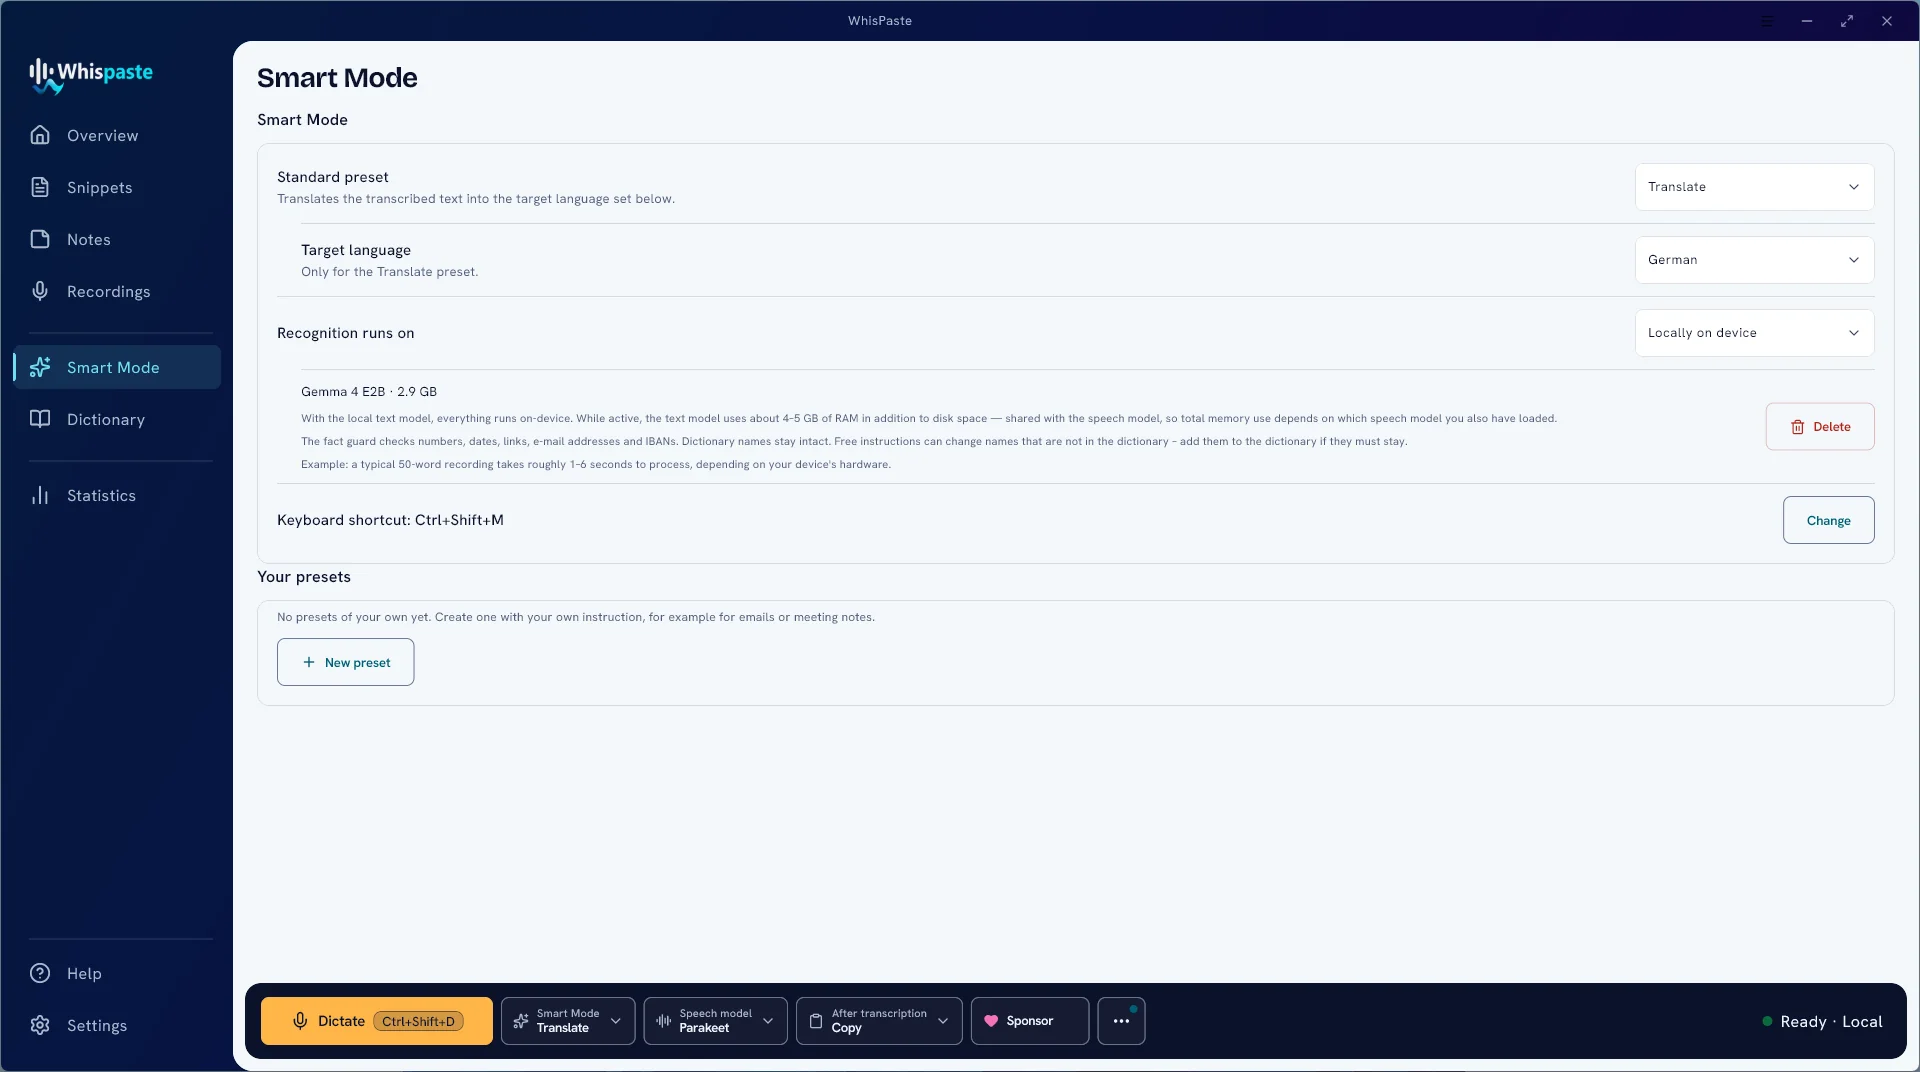 WhisPaste
Whispaste
Overview
Snippets
Notes
Recordings
Smart Mode
Dictionary
Statistics
Help
Settings
Smart Mode
Smart Mode
Standard preset
Translates the transcribed text into the target language set below.
Translate
Target language
Only for the Translate preset.
German
Recognition runs on
Locally on device
Gemma 4 E2B · 2.9 GB
With the local text model, everything runs on-device. While active, the text model uses about 4–5 GB of RAM in addition to disk space — shared with the speech model, so total memory use depends on which speech model you also have loaded.
The fact guard checks numbers, dates, links, e-mail addresses and IBANs. Dictionary names stay intact. Free instructions can change names that are not in the dictionary – add them to the dictionary if they must stay.
Example: a typical 50-word recording takes roughly 1–6 seconds to process, depending on your device's hardware.
Delete
Keyboard shortcut: Ctrl+Shift+M
Change
Your presets
No presets of your own yet. Create one with your own instruction, for example for emails or meeting notes.
New preset
Dictate Ctrl+Shift+D
Smart Mode
Translate
Speech model
Parakeet
After transcription
Copy
Sponsor
Ready · Local